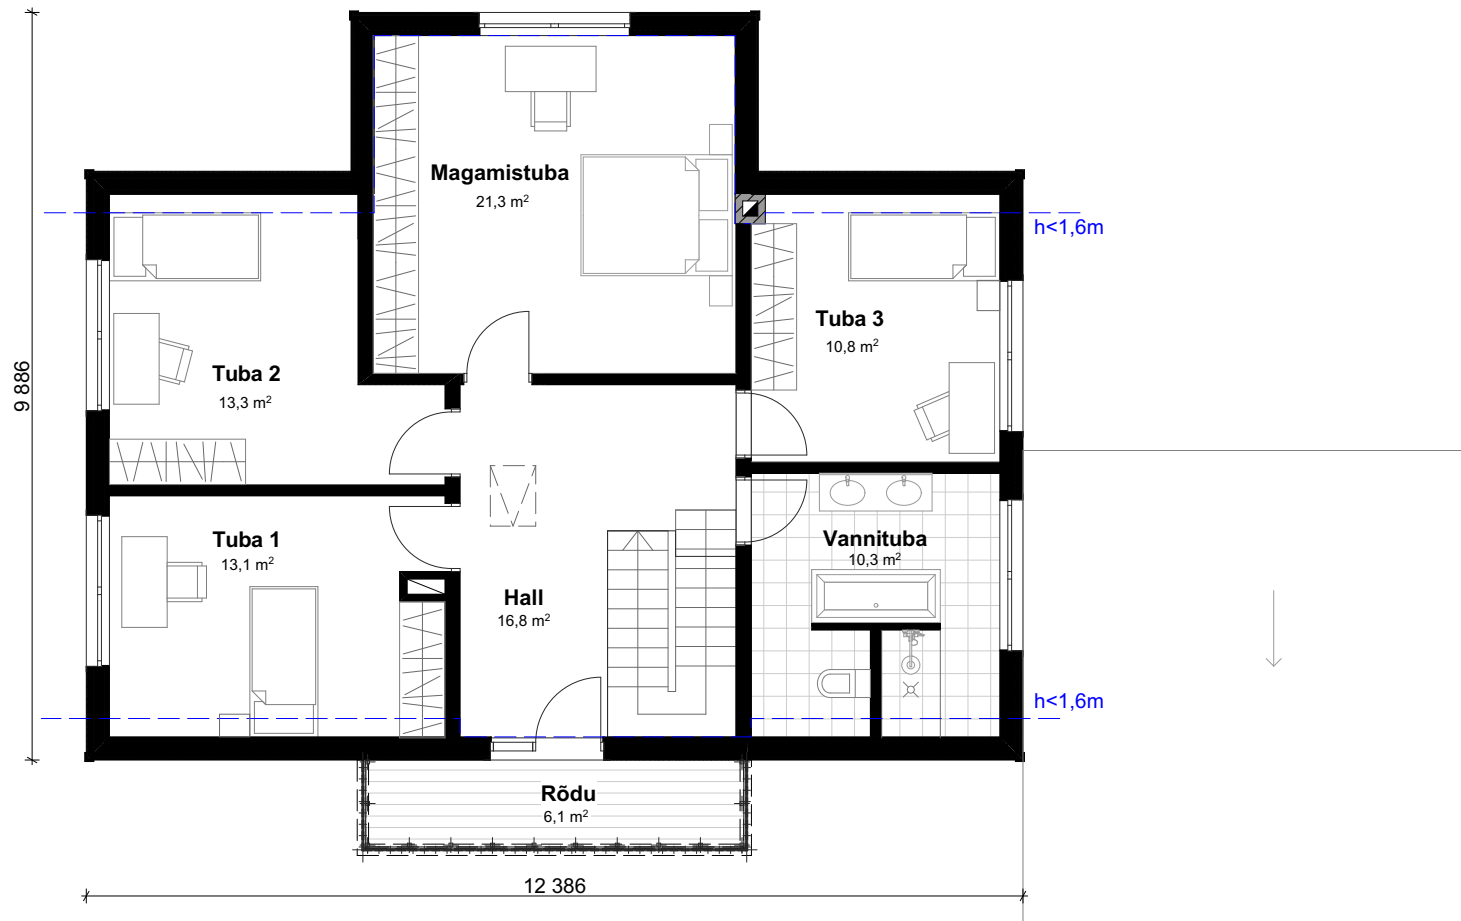 Magamistuba
21,3 m²
h<1,6m
Tuba 3
10,8 m²
Tuba 2
13,3 m²
9 886
Tuba 1
13,1 m²
Vannituba
10,3 m²
Hall
16,8 m²
h<1,6m
Rõdu
6,1 m²
12 386